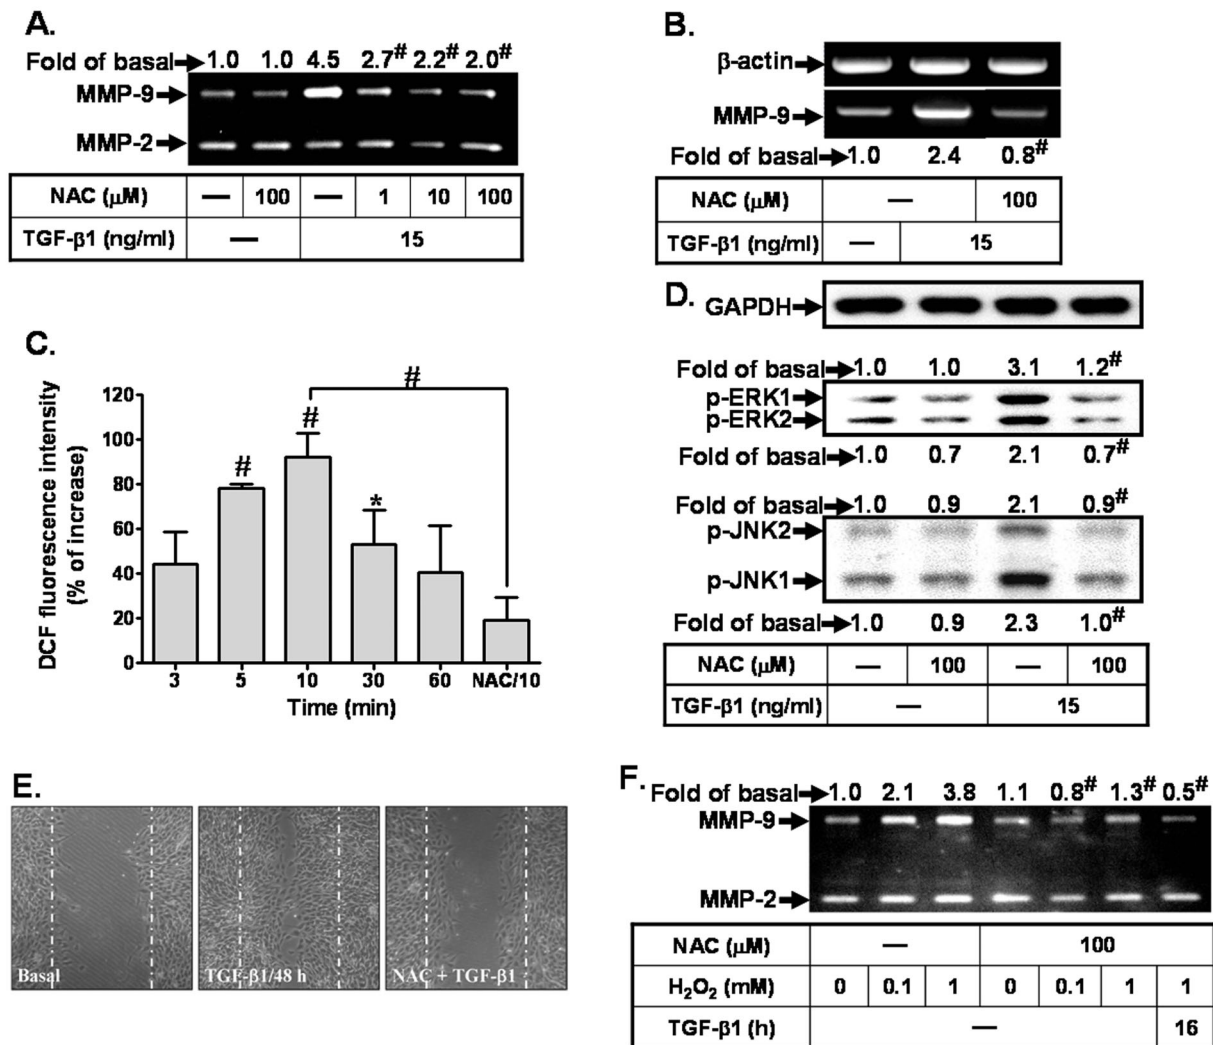 A.
Fold of basal 1.0 1.0 4.5 2.7# 2.2# 2.0#
MMP-9
MMP-2
NAC (µM) — 100 — 1 10 100
TGF-β1 (ng/ml) — 15
B.
β-actin
MMP-9
Fold of basal 1.0 2.4 0.8#
NAC (µM) — 100
TGF-β1 (ng/ml) — 15
C.
DCF fluorescence intensity
(% of increase)
120
100
80
60
40
20
0
# # # *
3 5 10 30 60 NAC/10
Time (min)
D.
GAPDH
Fold of basal 1.0 1.0 3.1 1.2#
p-ERK1
p-ERK2
Fold of basal 1.0 0.7 2.1 0.7#
Fold of basal 1.0 0.9 2.1 0.9#
p-JNK2
p-JNK1
Fold of basal 1.0 0.9 2.3 1.0#
NAC (µM) — 100 — 100
TGF-β1 (ng/ml) — 15
E.
Basal
TGF-β1/48 h
NAC + TGF-β1
F.
Fold of basal 1.0 2.1 3.8 1.1 0.8# 1.3# 0.5#
MMP-9
MMP-2
NAC (µM) — 100
H₂O₂ (mM) 0 0.1 1 0 0.1 1 1
TGF-β1 (h) — 16